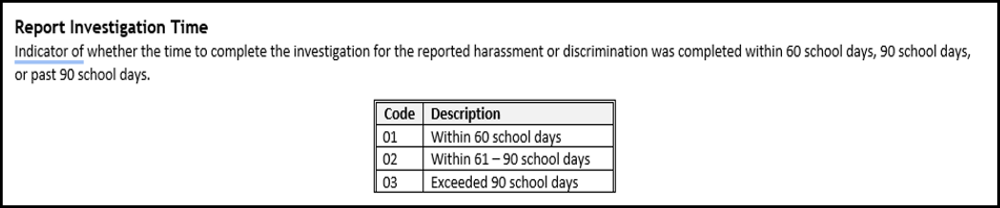 Report Investigation Time
Indicator of whether the time to complete the investigation for the reported harassment or discrimination was completed within 60 school days, 90 school days,
or past 90 school days.
Code Description
01 Within 60 school days
02 Within 61 – 90 school days
03 Exceeded 90 school days